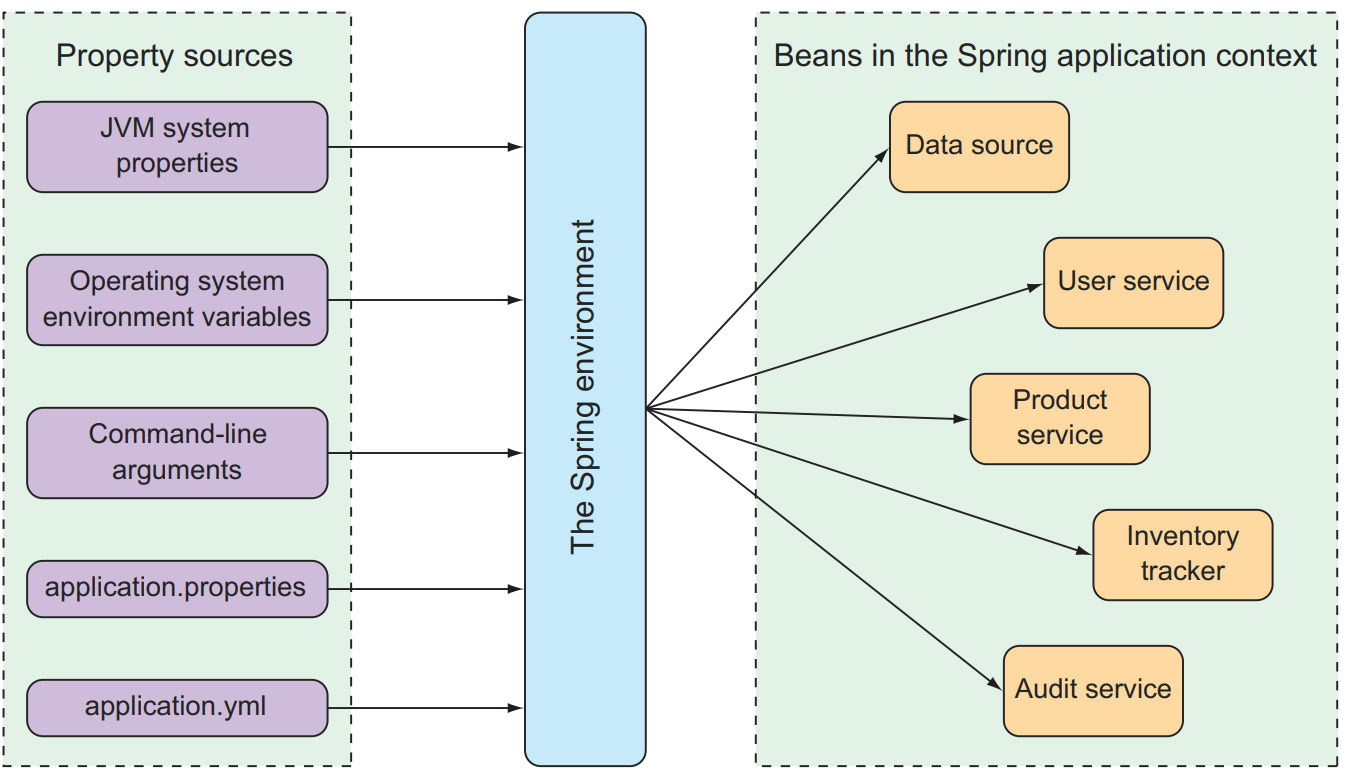 Property sources
JVM system
properties
Operating system
environment variables
Command-line
arguments
application.properties
application.yml
The Spring environment
Beans in the Spring application context
Data source
User service
Product
service
Inventory
tracker
Audit service